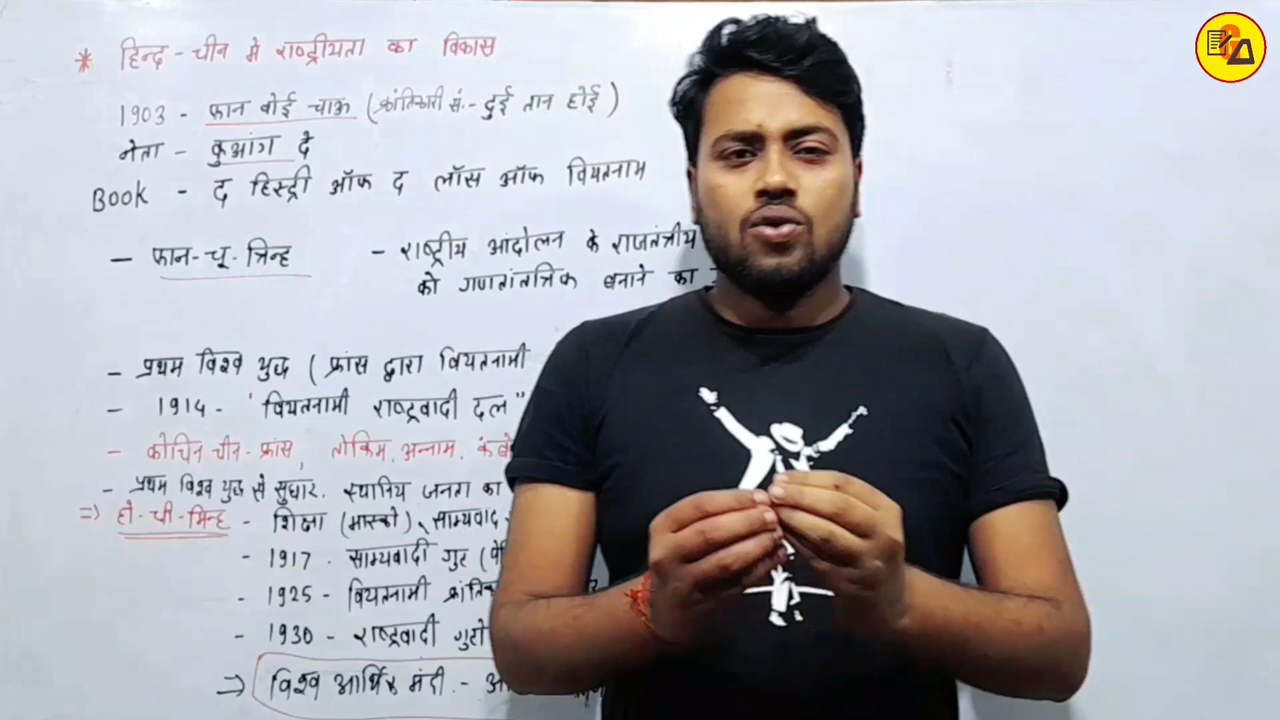 * हिन्द - चीन मे राष्ट्रीयता का विकास
1903 - फान बोई चाऊ (क्रांतिकारी सं.- दुई तान होई)
नेता - कुआंग दे
Book - द हिस्ट्री ऑफ द लॉस ऑफ वियतनाम
- फान-चू-त्रिन्ह - राष्ट्रीय आंदोलन के राजतंत्रीय
को गणतांतत्रिक बनाने का
- प्रथम विश्व युद्ध (फ्रांस द्वारा वियतनामी
- 1914 - "वियतनामी राष्ट्रवादी दल"
- कोचिन चीन - फ्रांस, तोंकिम, अन्नाम,
- प्रथम विश्व युद्ध से सुधार. स्थानिय जनता का
=> हो-ची-मिन्ह - शिक्षा (मास्को), साम्यवाद
- 1917 . साम्यवादी गुट
- 1925 - वियतनामी
- 1930 - राष्ट्रवादी गुटो
=> विश्व आर्थिक मंदी -